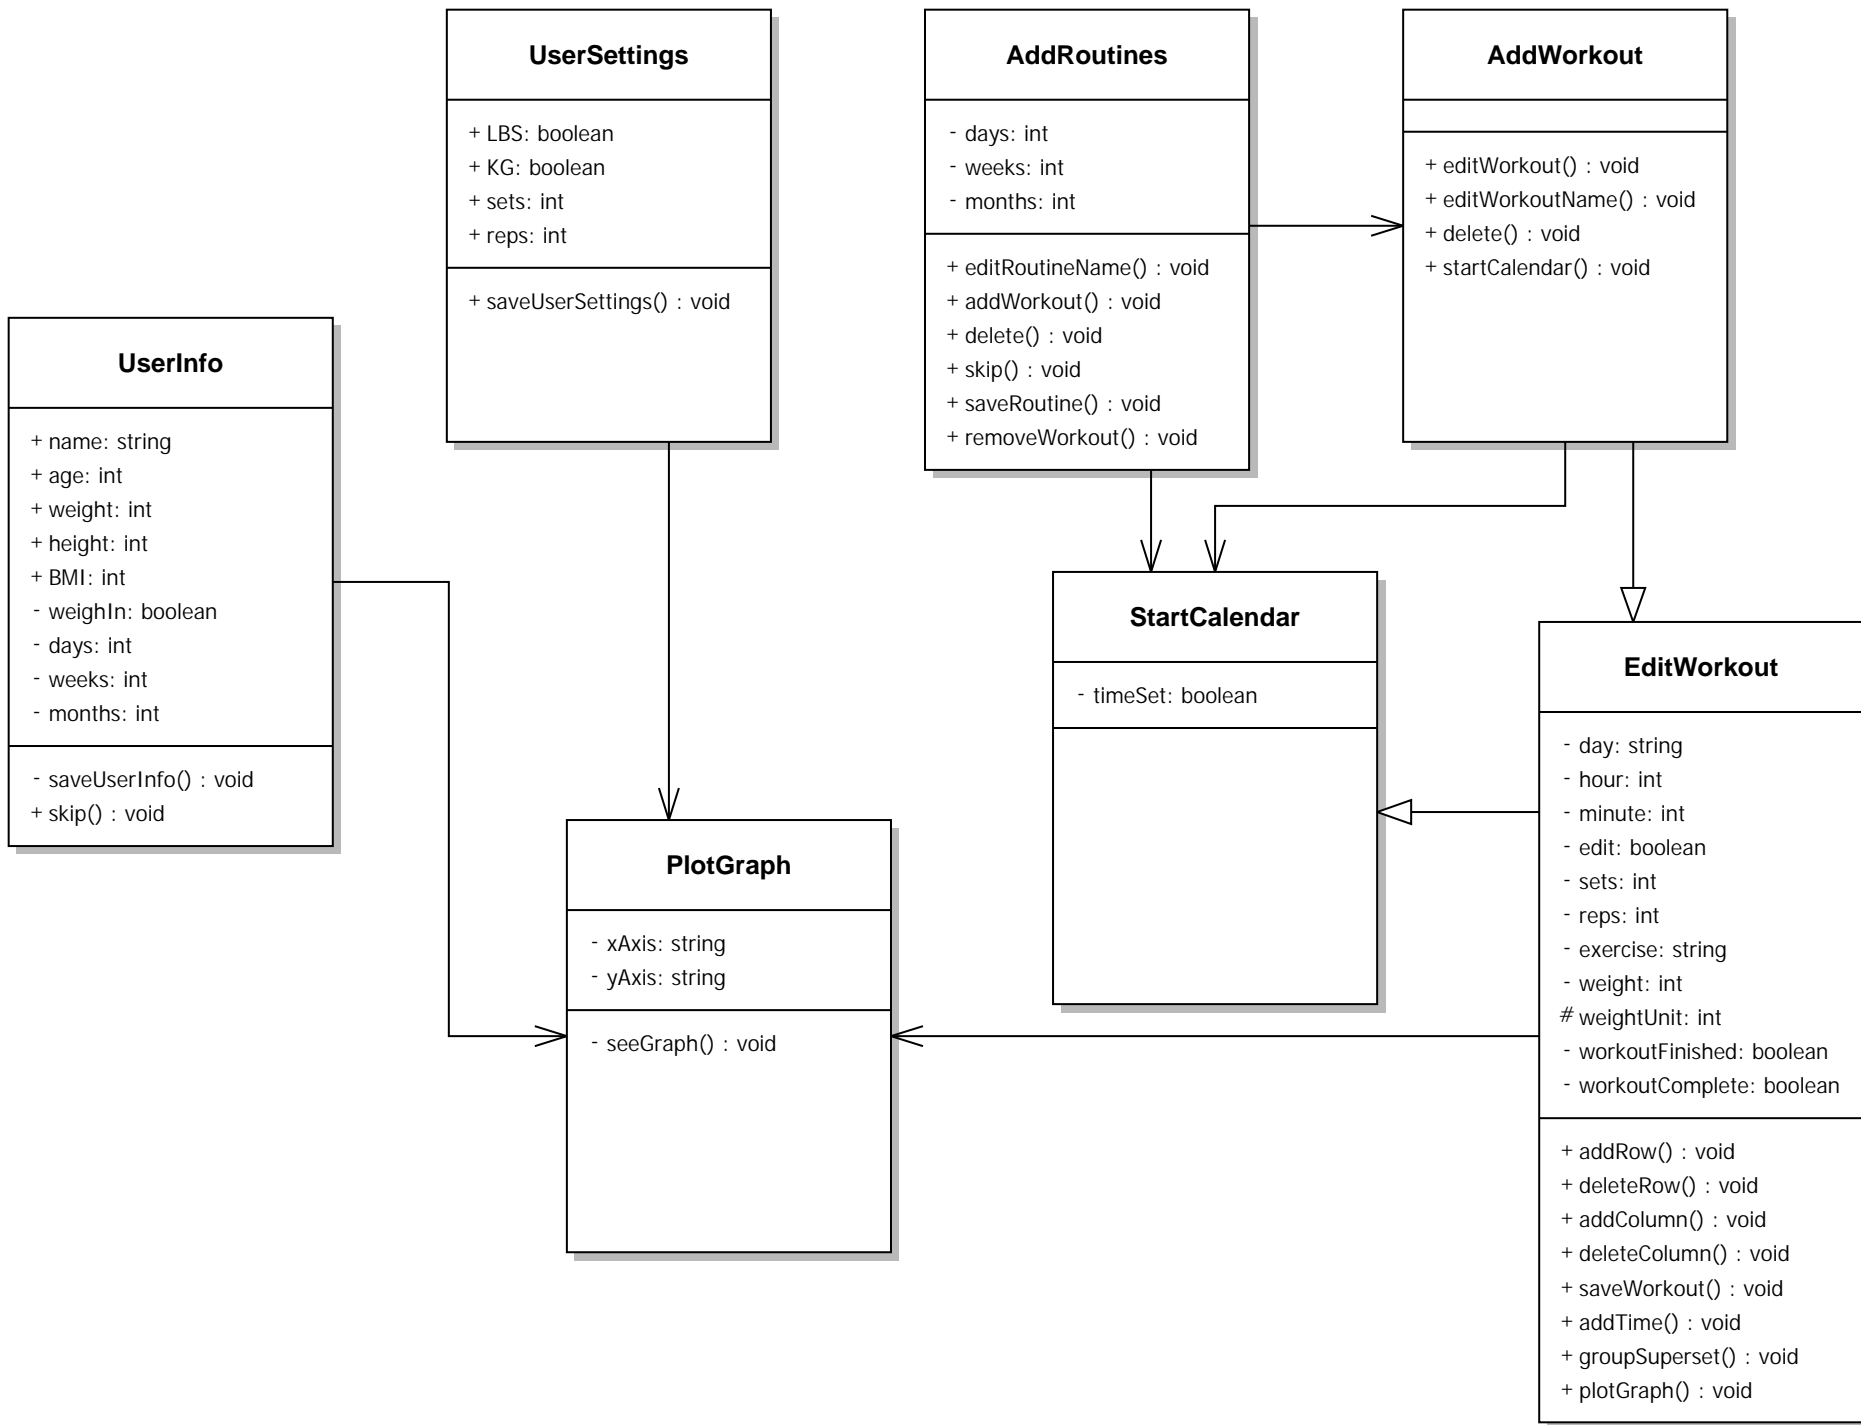 UserSettings
+ LBS: boolean
+ KG: boolean
+ sets: int
+ reps: int
+ saveUserSettings() : void
AddRoutines
- days: int
- weeks: int
- months: int
+ editRoutineName() : void
+ addWorkout() : void
+ delete() : void
+ skip() : void
+ saveRoutine() : void
+ removeWorkout() : void
AddWorkout
+ editWorkout() : void
+ editWorkoutName() : void
+ delete() : void
+ startCalendar() : void
UserInfo
+ name: string
+ age: int
+ weight: int
+ height: int
+ BMI: int
- weighIn: boolean
- days: int
- weeks: int
- months: int
- saveUserInfo() : void
+ skip() : void
StartCalendar
- timeSet: boolean
EditWorkout
- day: string
- hour: int
- minute: int
- edit: boolean
- sets: int
- reps: int
- exercise: string
- weight: int
# weightUnit: int
- workoutFinished: boolean
- workoutComplete: boolean
+ addRow() : void
+ deleteRow() : void
+ addColumn() : void
+ deleteColumn() : void
+ saveWorkout() : void
+ addTime() : void
+ groupSuperset() : void
+ plotGraph() : void
PlotGraph
- xAxis: string
- yAxis: string
- seeGraph() : void